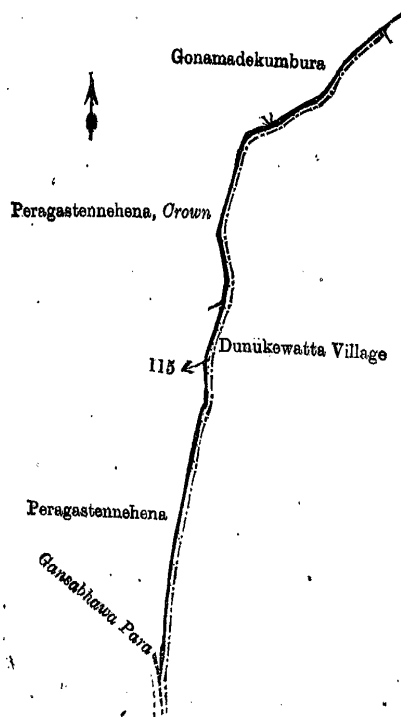 Gonamadekumbura
Peragastennehena, Crown
Dunukewatta Village
115
Peragastennehena
Gansabhawa Para